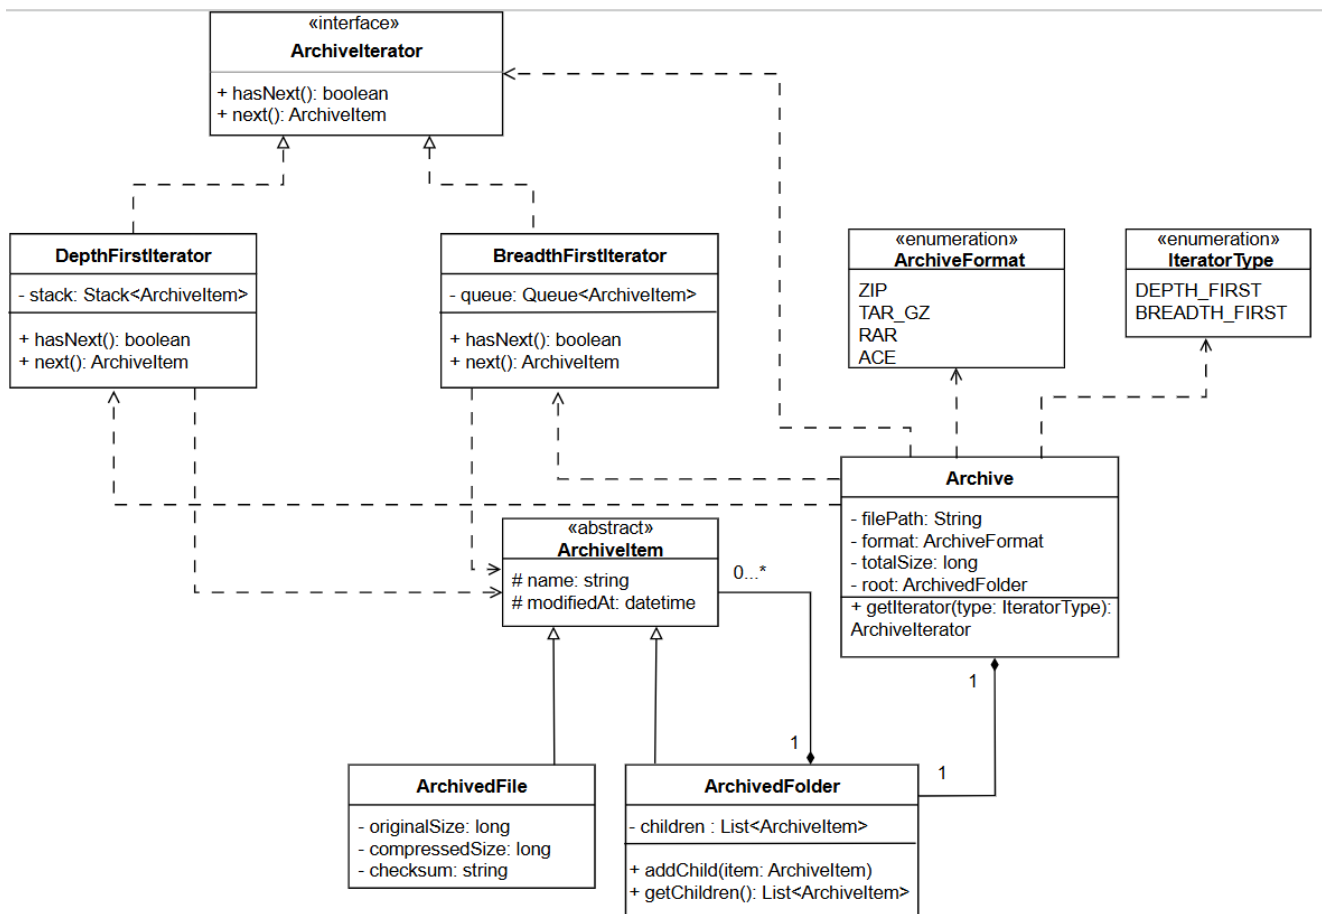 «interface»
ArchiveIterator
+ hasNext(): boolean
+ next(): ArchiveItem
DepthFirstIterator
- stack: Stack<ArchiveItem>
+ hasNext(): boolean
+ next(): ArchiveItem
BreadthFirstIterator
- queue: Queue<ArchiveItem>
+ hasNext(): boolean
+ next(): ArchiveItem
«enumeration»
ArchiveFormat
ZIP
TAR_GZ
RAR
ACE
«enumeration»
IteratorType
DEPTH_FIRST
BREADTH_FIRST
Archive
- filePath: String
- format: ArchiveFormat
- totalSize: long
- root: ArchivedFolder
+ getIterator(type: IteratorType):
ArchiveIterator
«abstract»
ArchiveItem
# name: string
# modifiedAt: datetime
0...*
1
1
1
ArchivedFile
- originalSize: long
- compressedSize: long
- checksum: string
ArchivedFolder
- children : List<ArchiveItem>
+ addChild(item: ArchiveItem)
+ getChildren(): List<ArchiveItem>